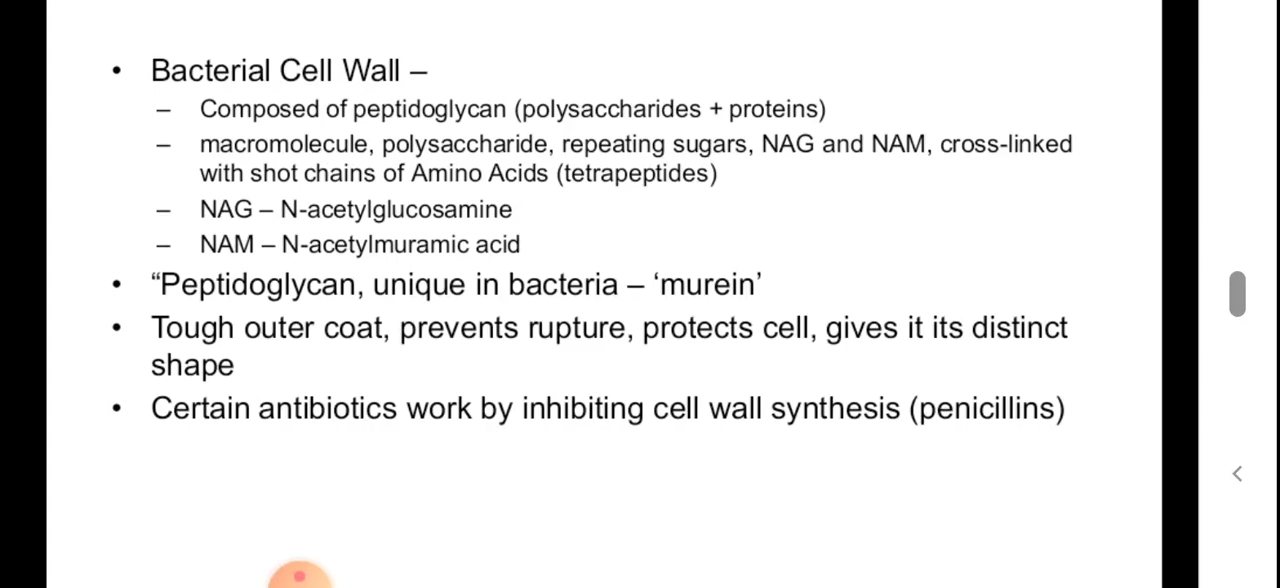 • Bacterial Cell Wall –
– Composed of peptidoglycan (polysaccharides + proteins)
– macromolecule, polysaccharide, repeating sugars, NAG and NAM, cross-linked
with shot chains of Amino Acids (tetrapeptides)
– NAG – N-acetylglucosamine
– NAM – N-acetylmuramic acid
• “Peptidoglycan, unique in bacteria – ‘murein’
• Tough outer coat, prevents rupture, protects cell, gives it its distinct
shape
• Certain antibiotics work by inhibiting cell wall synthesis (penicillins)